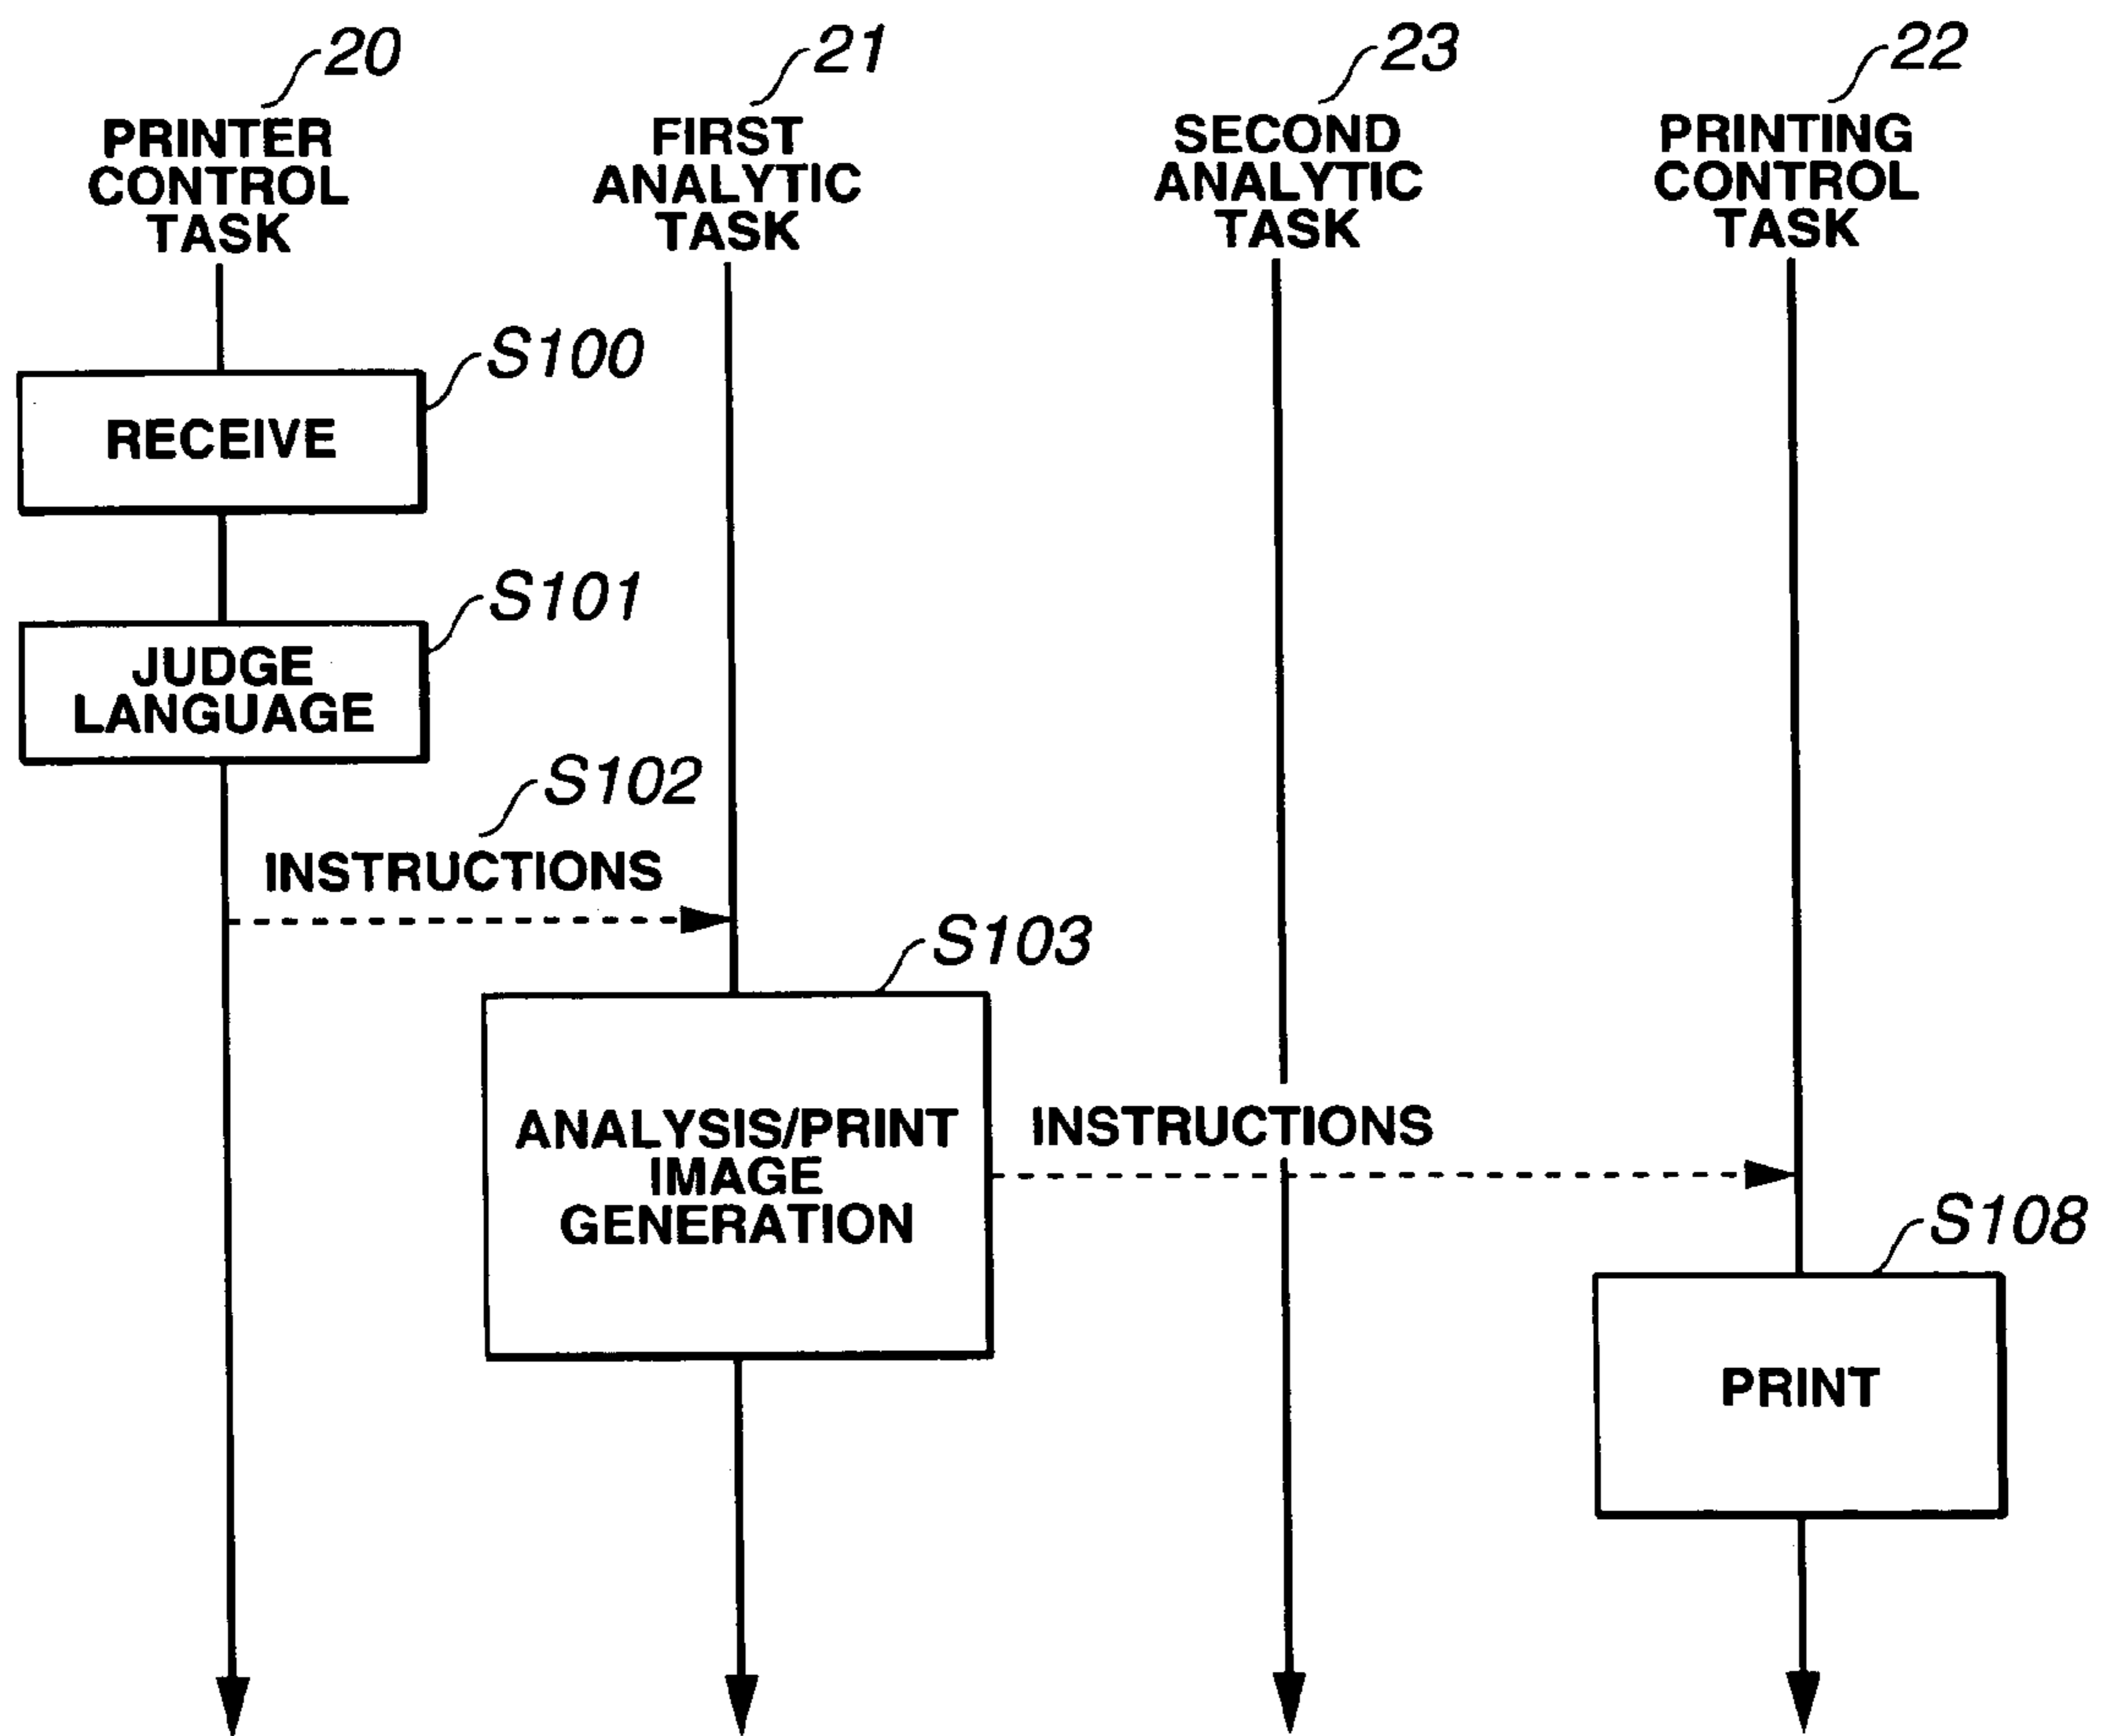 20
21
23
22
PRINTER
CONTROL
TASK
FIRST
ANALYTIC
TASK
SECOND
ANALYTIC
TASK
PRINTING
CONTROL
TASK
S100
RECEIVE
S101
JUDGE
LANGUAGE
S102
INSTRUCTIONS
S103
ANALYSIS/PRINT
IMAGE
GENERATION
INSTRUCTIONS
S108
PRINT